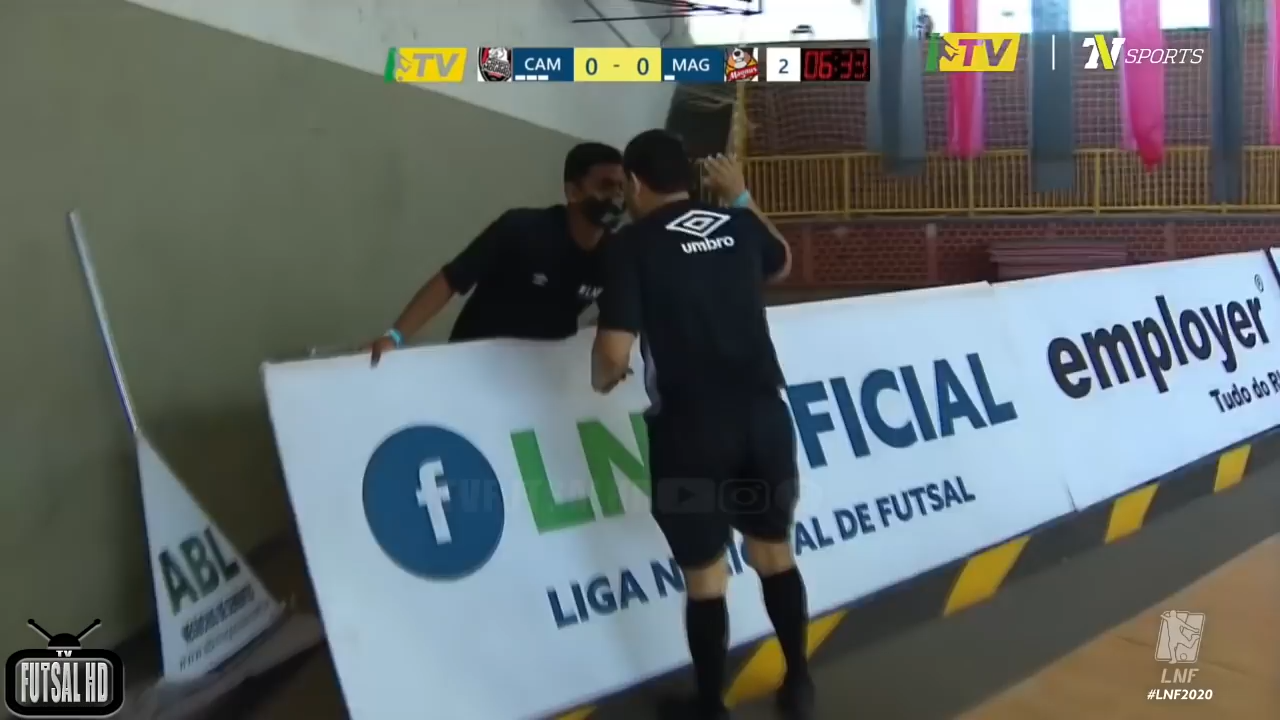 TV
CAM 0 - 0 MAG
2 06:33
TV
N SPORTS
umbro
LN
FICIAL
LIGA N
AL DE FUTSAL
employer®
Tudo do R
ABL
TV
FUTSAL HD
LNF
#LNF2020